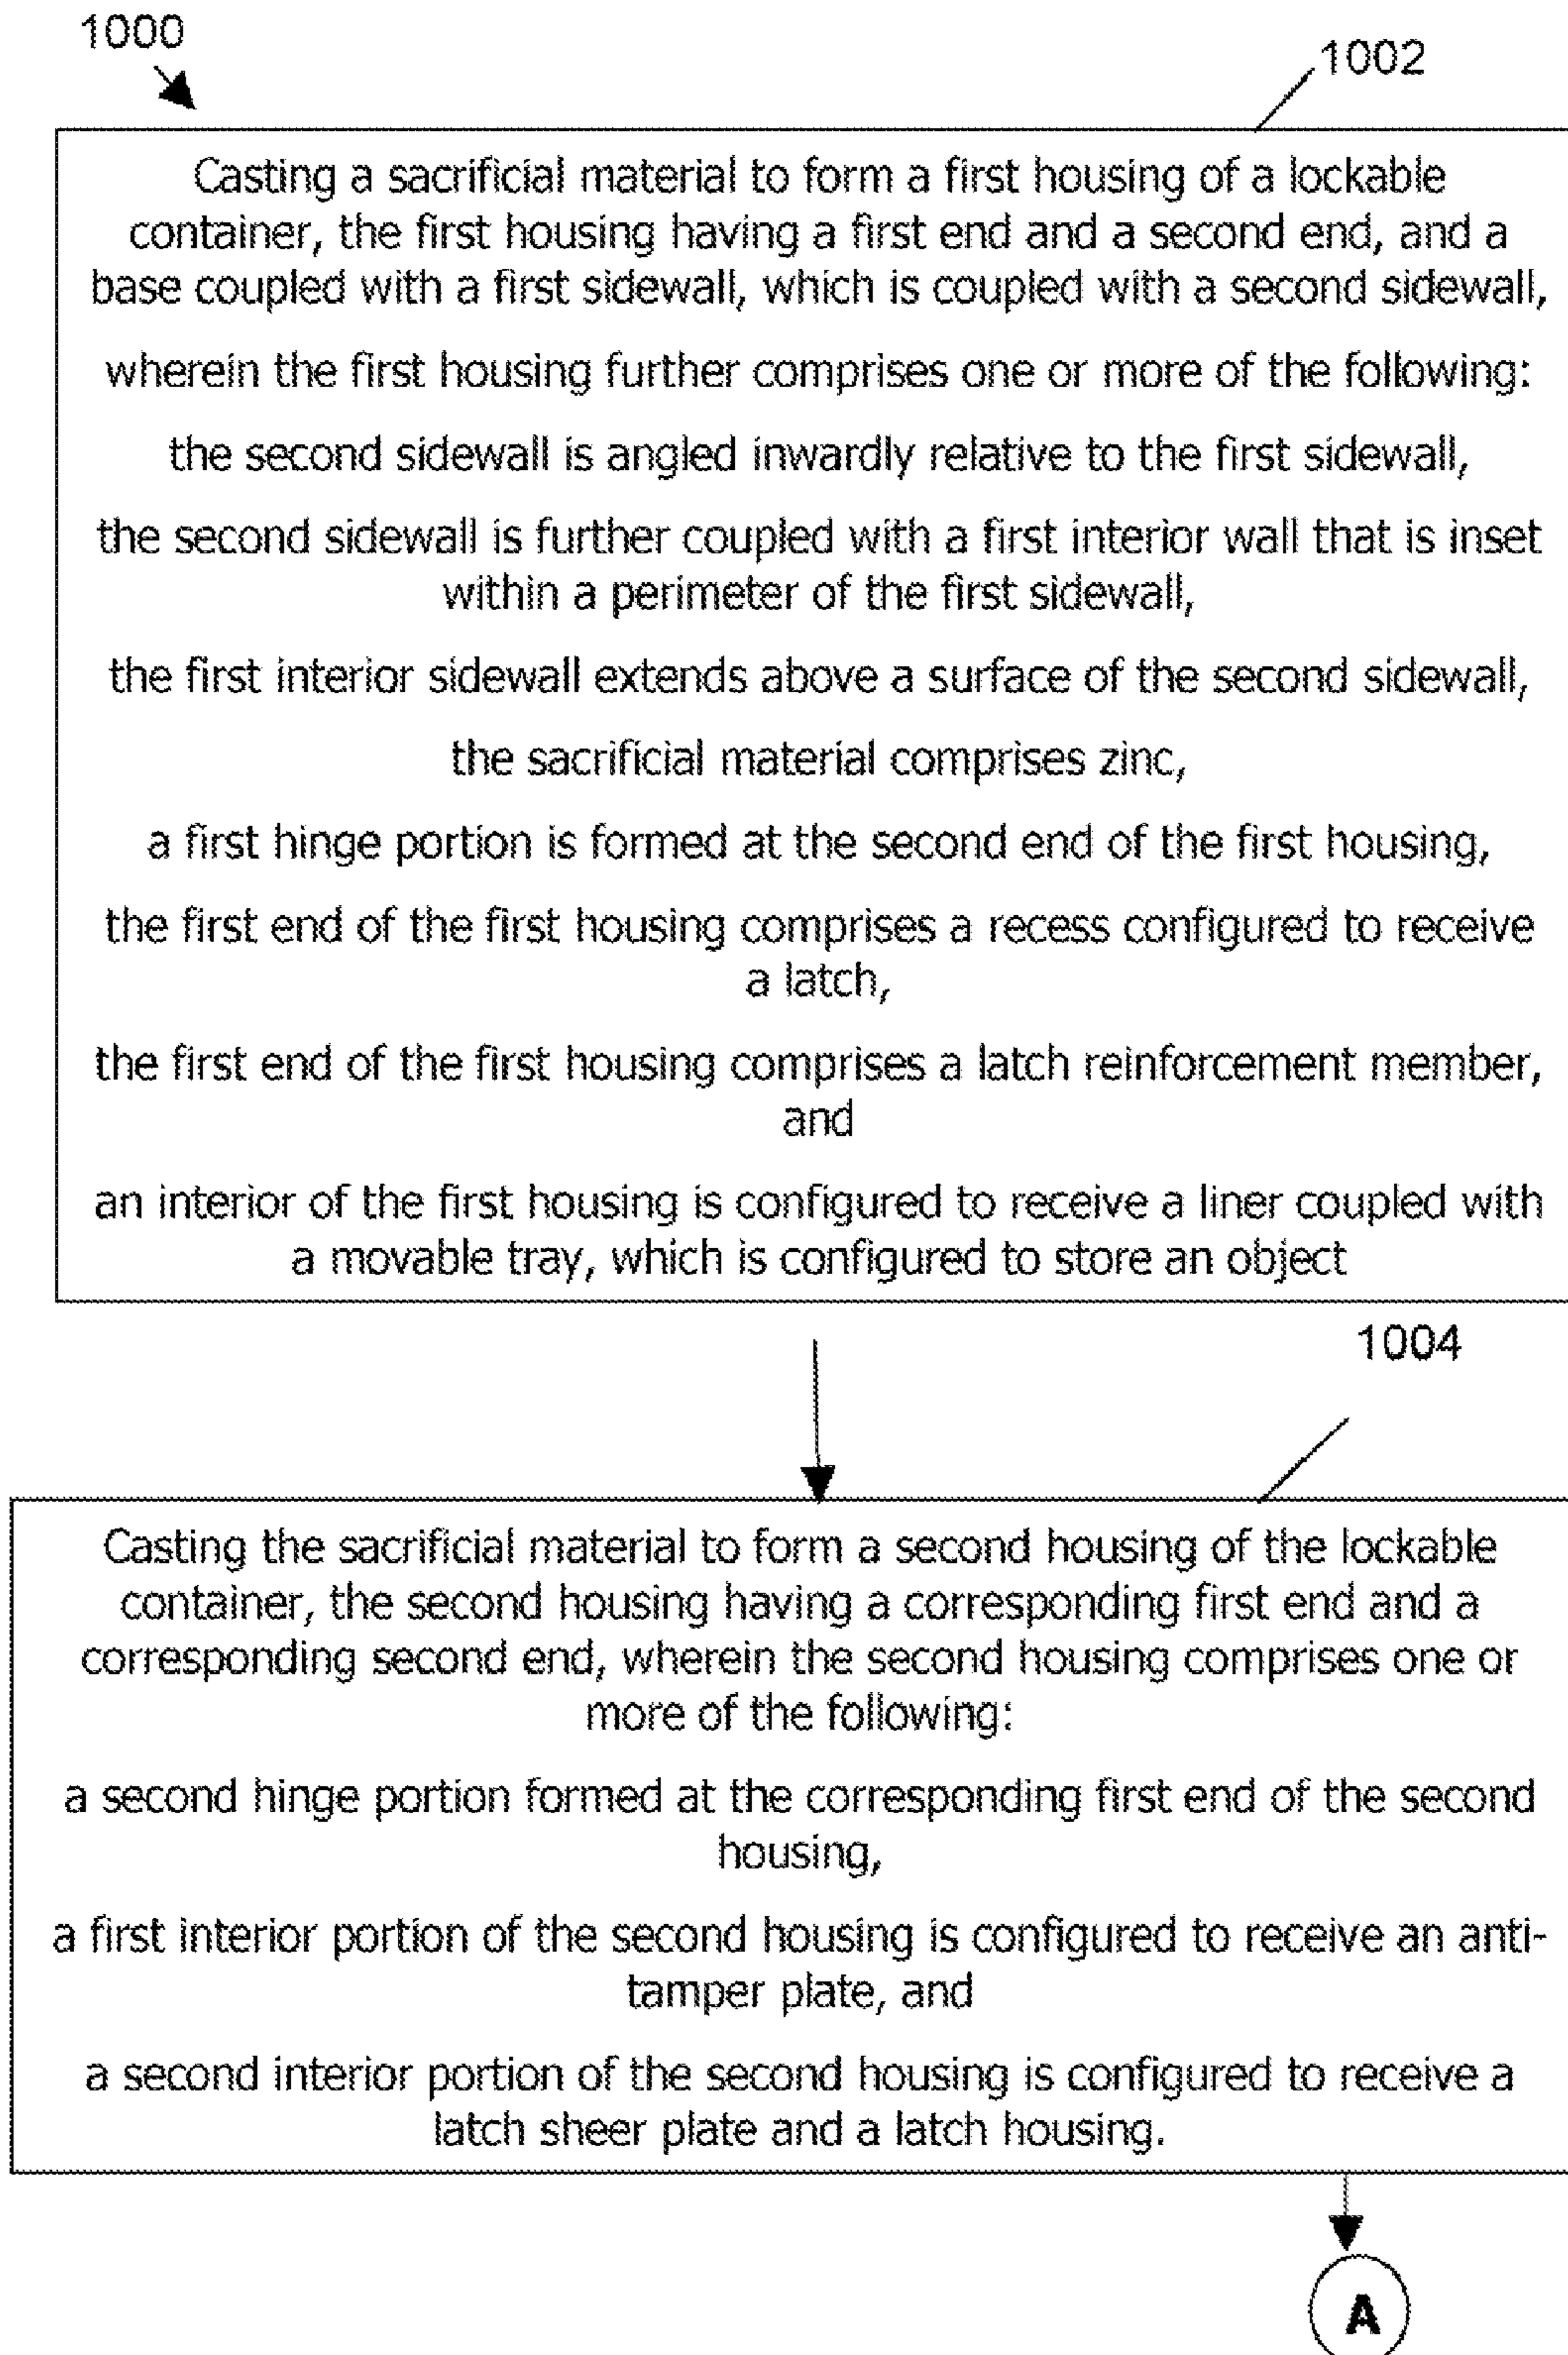 1000
1002
Casting a sacrificial material to form a first housing of a lockable
container, the first housing having a first end and a second end, and a
base coupled with a first sidewall, which is coupled with a second sidewall,
wherein the first housing further comprises one or more of the following:
the second sidewall is angled inwardly relative to the first sidewall,
the second sidewall is further coupled with a first interior wall that is inset
within a perimeter of the first sidewall,
the first interior sidewall extends above a surface of the second sidewall,
the sacrificial material comprises zinc,
a first hinge portion is formed at the second end of the first housing,
the first end of the first housing comprises a recess configured to receive
a latch,
the first end of the first housing comprises a latch reinforcement member,
and
an interior of the first housing is configured to receive a liner coupled with
a movable tray, which is configured to store an object
1004
Casting the sacrificial material to form a second housing of the lockable
container, the second housing having a corresponding first end and a
corresponding second end, wherein the second housing comprises one or
more of the following:
a second hinge portion formed at the corresponding first end of the second
housing,
a first interior portion of the second housing is configured to receive an anti-
tamper plate, and
a second interior portion of the second housing is configured to receive a
latch sheer plate and a latch housing.
A